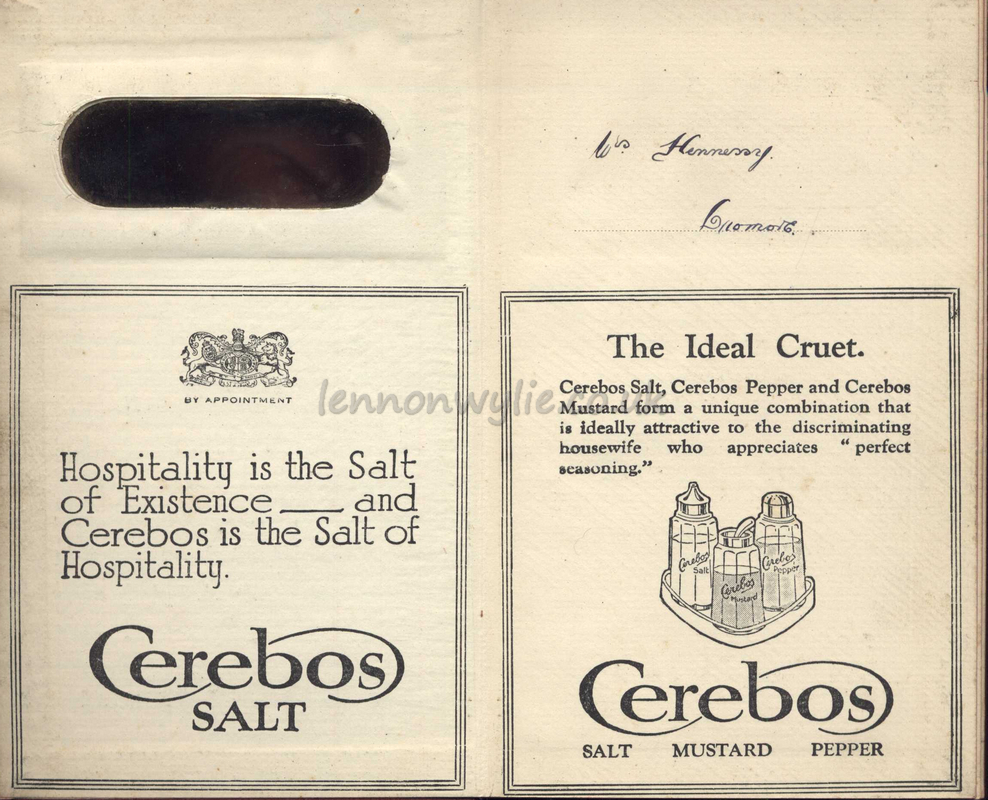 Hennessy.
Cromore.
BY APPOINTMENT
Hospitality is the Salt
of Existence ___ and
Cerebos is the Salt of
Hospitality.
Cerebos
SALT
lennonwylie.co.uk
The Ideal Cruet.
Cerebos Salt, Cerebos Pepper and Cerebos
Mustard form a unique combination that
is ideally attractive to the discriminating
housewife who appreciates “perfect
seasoning.”
Cerebos
Salt
Cerebos
Mustard
Cerebos
Pepper
Cerebos
SALT MUSTARD PEPPER